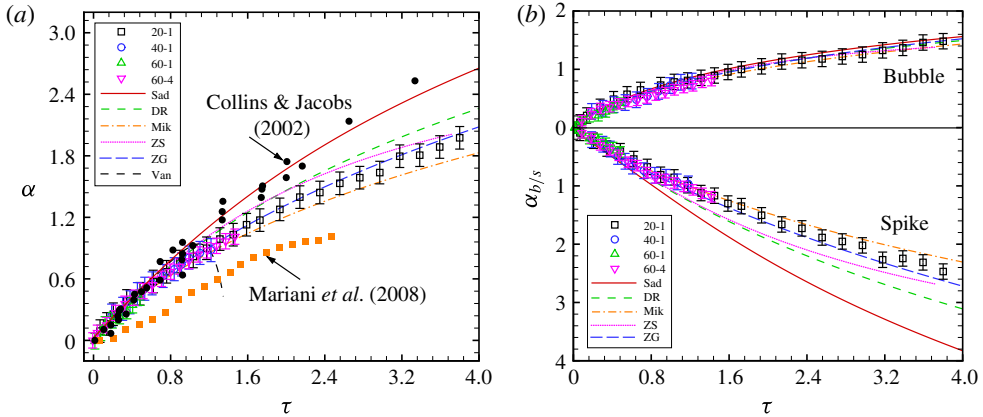 (a)
3.0
2.4
1.8
1.2
0.6
0
α
20-1
40-1
60-1
60-4
Sad
DR
Mik
ZS
ZG
Van
Collins & Jacobs
(2002)
Mariani et al. (2008)
0 0.8 1.6 2.4 3.2 4.0
τ
(b)
2
1
0
1
2
3
4
α_{b/s}
Bubble
Spike
20-1
40-1
60-1
60-4
Sad
DR
Mik
ZS
ZG
0 0.8 1.6 2.4 3.2 4.0
τ